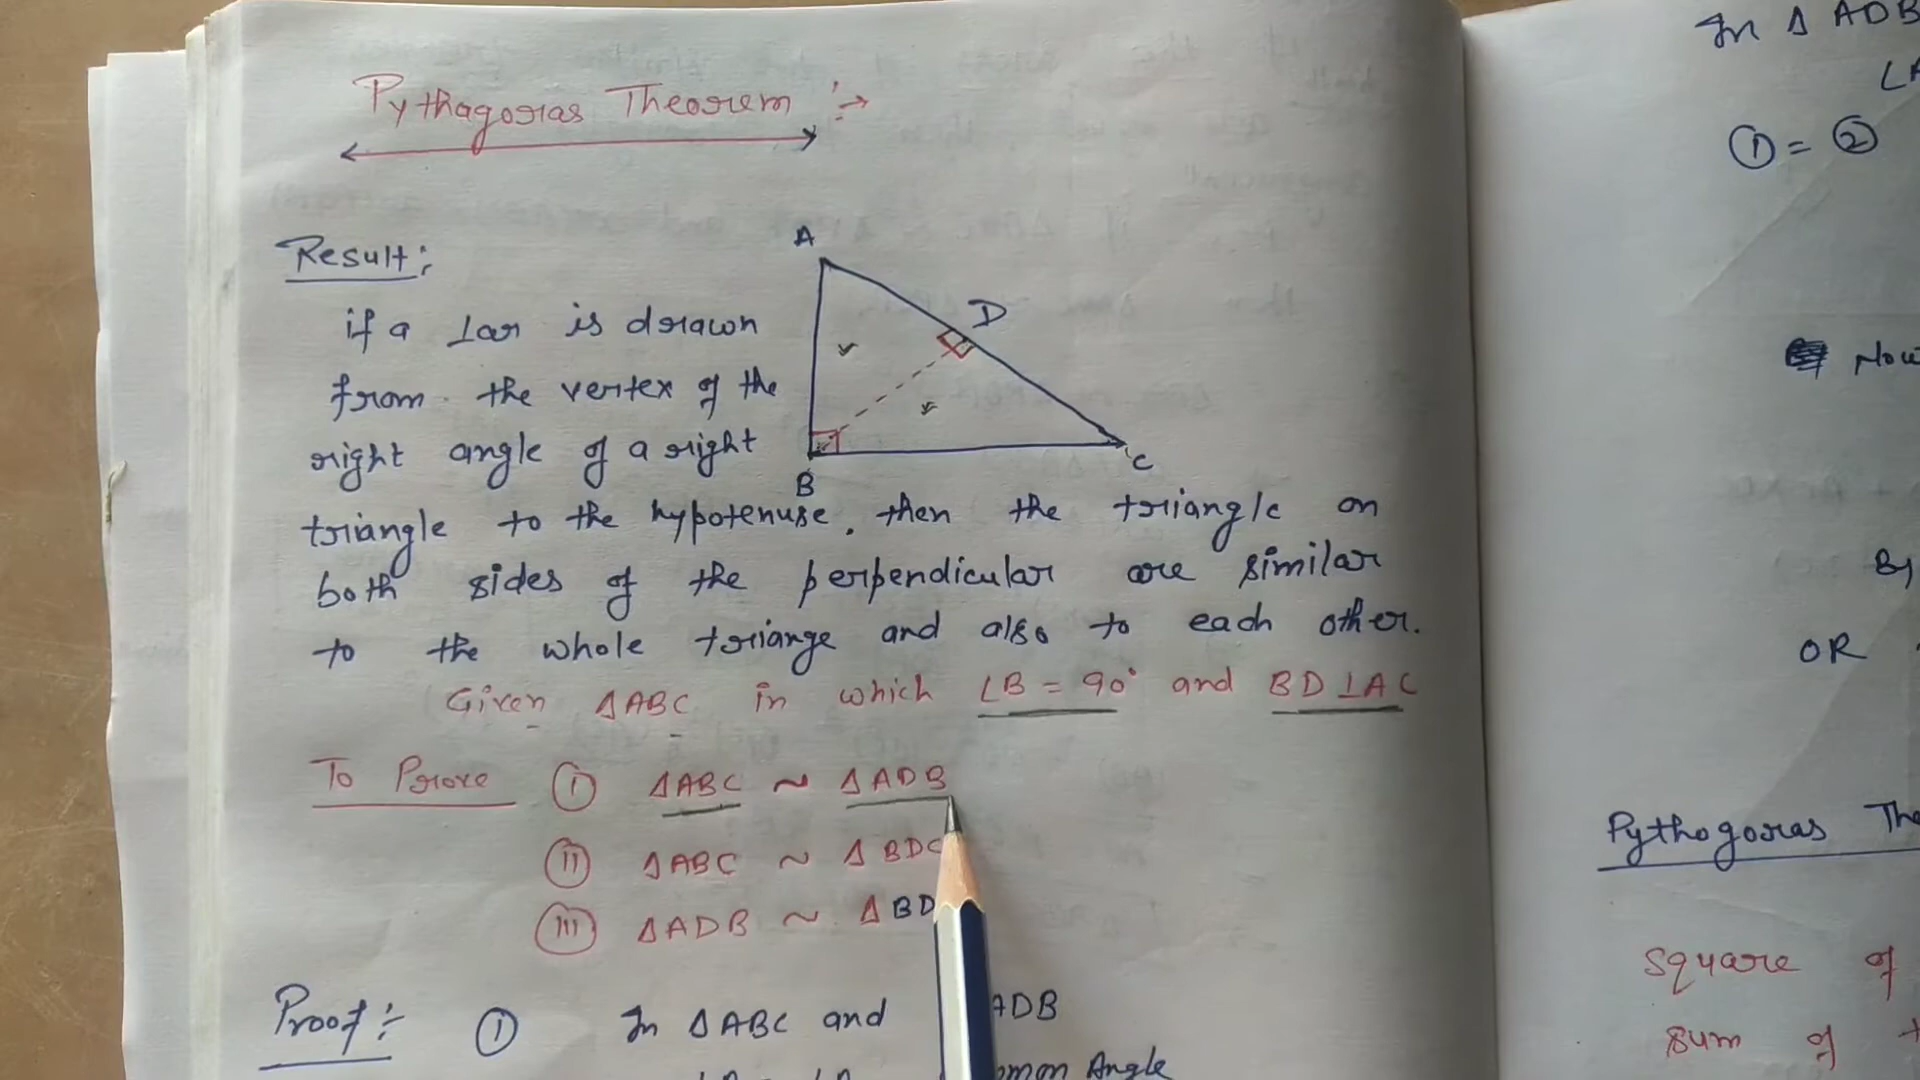 Pythagoras Theorem :→
Result:
A
D
B
C
if a ⊥ar is drawn
from the vertex of the
right angle of a right
triangle to the hypotenuse, then the triangle on
both sides of the perpendicular are similar
to the whole triange and also to each other.
Given ΔABC in which ∠B = 90° and BD⊥AC
To Prove (I) ΔABC ~ ΔADB
(II) ΔABC ~ ΔBDC
(III) ΔADB ~ ΔBD
Proof:- (1) In ΔABC and ADB
Angle
In Δ ADB
① = ②
OR
Pythogoras
square of
sum of